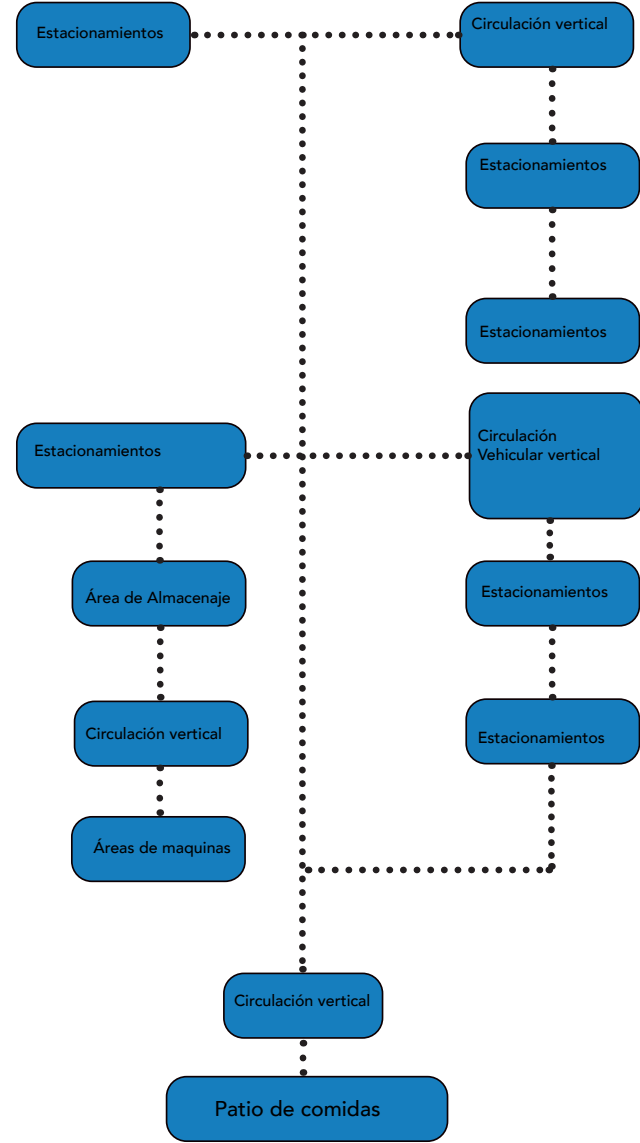 Estacionamientos
Circulación vertical
Estacionamientos
Estacionamientos
Estacionamientos
Circulación
Vehicular vertical
Área de Almacenaje
Estacionamientos
Circulación vertical
Estacionamientos
Áreas de maquinas
Circulación vertical
Patio de comidas